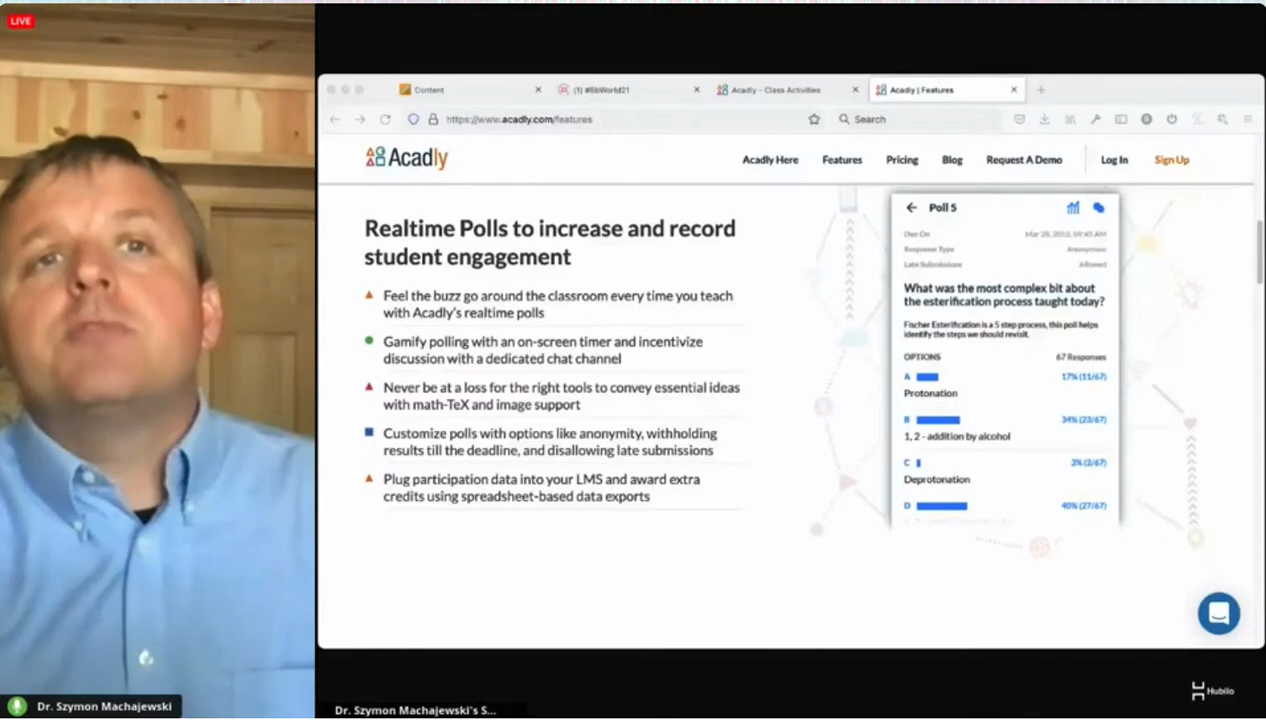 LIVE
Content
(1) #BbWorld21
Acadly - Class Activities
Acadly | Features
https://www.acadly.com/features
Search
Acadly
Acadly Here
Features
Pricing
Blog
Request A Demo
Log In
Sign Up
Realtime Polls to increase and record
student engagement
Feel the buzz go around the classroom every time you teach
with Acadly's realtime polls
Gamify polling with an on-screen timer and incentivize
discussion with a dedicated chat channel
Never be at a loss for the right tools to convey essential ideas
with math-TeX and image support
Customize polls with options like anonymity, withholding
results till the deadline, and disallowing late submissions
Plug participation data into your LMS and award extra
credits using spreadsheet-based data exports
Poll 5
Due On
Mar 28, 2018, 09:45 AM
Response Type
Anonymous
Late Submissions
Allowed
What was the most complex bit about
the esterification process taught today?
Fischer Esterification is a 5 step process, this poll helps
identify the steps we should revisit.
OPTIONS
67 Responses
A
17% (11/67)
Protonation
B
34% (23/67)
1, 2 - addition by alcohol
C
3% (2/67)
Deprotonation
D
40% (27/67)
Dr. Szymon Machajewski
Dr. Szymon Machajewski's S...
Hubilo